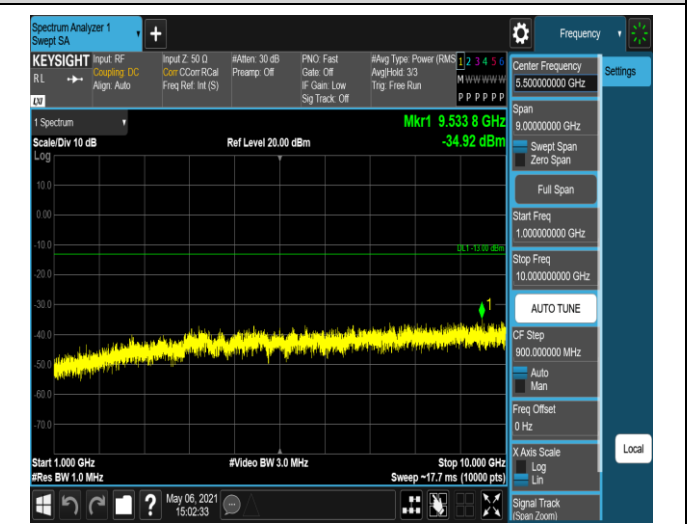 Spectrum Analyzer 1
Swept SA
Frequency
KEYSIGHT
Input: RF
Coupling: DC
Align: Auto
Input Z: 50 Ω
Corr CCorr RCal
Freq Ref: Int (S)
#Atten: 30 dB
Preamp: Off
PNO: Fast
Gate: Off
IF Gain: Low
Sig Track: Off
#Avg Type: Power (RMS
Avg|Hold: 3/3
Trig: Free Run
1 2 3 4 5 6
M W W W W W
P P P P P P
RL
LXI
1 Spectrum
Mkr1 9.533 8 GHz
Scale/Div 10 dB
Ref Level 20.00 dBm
-34.92 dBm
Log
10.0
0.00
-10.0
DL1 -13.00 dBm
-20.0
-30.0
1
-40.0
-50.0
-60.0
-70.0
Start 1.000 GHz
#Video BW 3.0 MHz
Stop 10.000 GHz
#Res BW 1.0 MHz
Sweep ~17.7 ms (10000 pts)
May 06, 2021
15:02:33
Center Frequency
5.500000000 GHz
Settings
Span
9.00000000 GHz
Swept Span
Zero Span
Full Span
Start Freq
1.000000000 GHz
Stop Freq
10.000000000 GHz
AUTO TUNE
CF Step
900.000000 MHz
Auto
Man
Freq Offset
0 Hz
X Axis Scale
Log
Lin
Local
Signal Track
(Span Zoom)